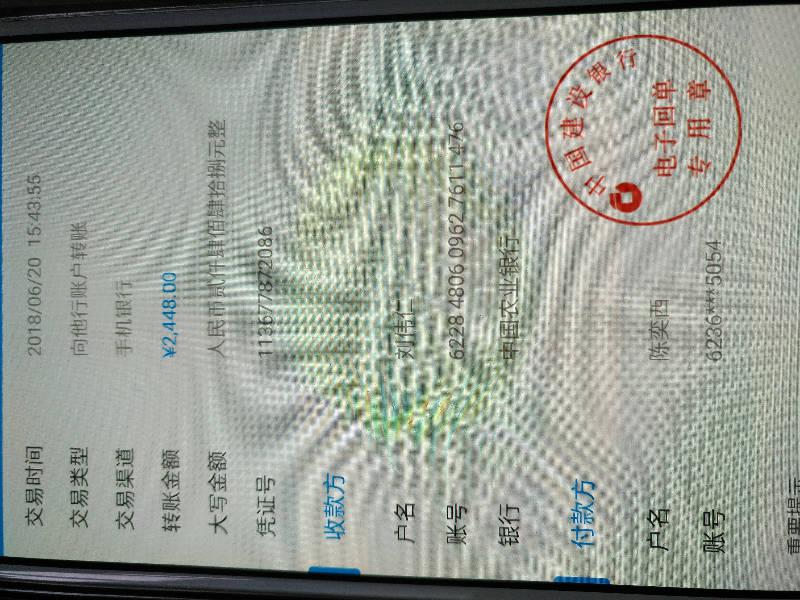 交易时间 2018/06/20 15:43:55
交易类型 向他行账户转账
交易渠道 手机银行
转账金额 ¥2,448.00
大写金额 人民币贰仟肆佰肆拾捌元整
凭证号 113677872086
收款方
户名 刘伟仁
账号 6228 4806 0962 7611 476
银行 中国农业银行
中国建设银行
电子回单
专用章
付款方
户名 陈奕西
账号 6236***5054
重要提示